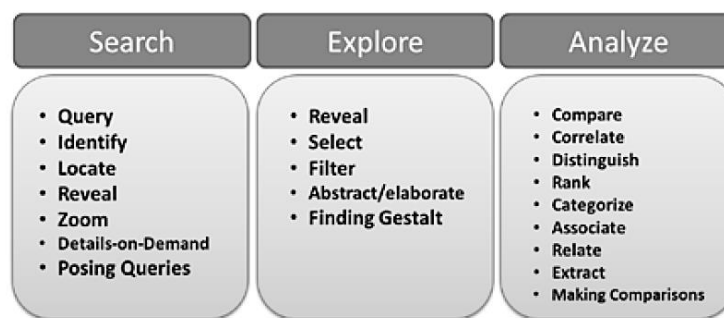 Search
• Query
• Identify
• Locate
• Reveal
• Zoom
• Details-on-Demand
• Posing Queries
Explore
• Reveal
• Select
• Filter
• Abstract/elaborate
• Finding Gestalt
Analyze
• Compare
• Correlate
• Distinguish
• Rank
• Categorize
• Associate
• Relate
• Extract
• Making Comparisons